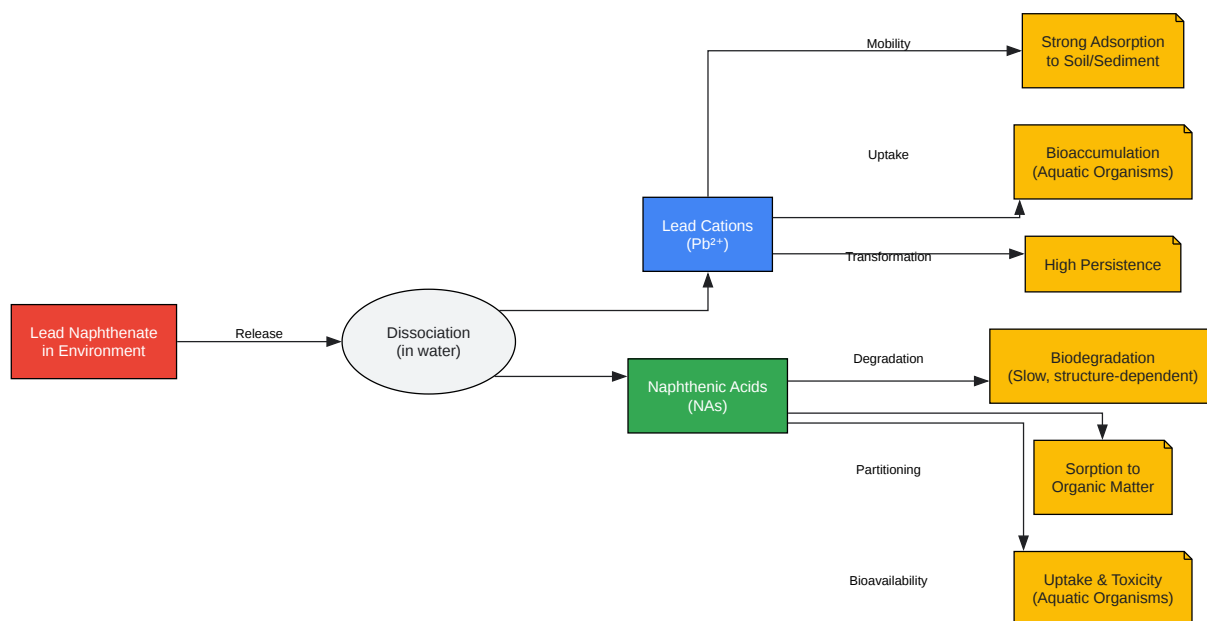 Mobility
Strong Adsorption
to Soil/Sediment
Uptake
Bioaccumulation
(Aquatic Organisms)
Lead Cations
(Pb²⁺)
Transformation
High Persistence
Lead Naphthenate
in Environment
Release
Dissociation
(in water)
Naphthenic Acids
(NAs)
Degradation
Biodegradation
(Slow, structure-dependent)
Partitioning
Sorption to
Organic Matter
Bioavailability
Uptake & Toxicity
(Aquatic Organisms)